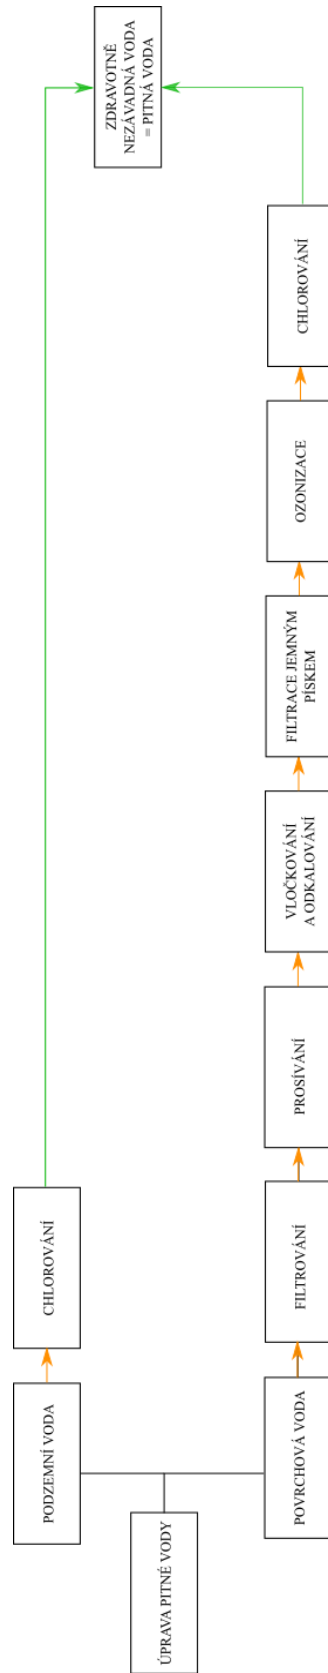 ÚPRAVA PITNÉ VODY
PODZEMNÍ VODA
CHLOROVÁNÍ
POVRCHOVÁ VODA
FILTROVÁNÍ
PROSÍVÁNÍ
VLOČKOVÁNÍ
A ODKALOVÁNÍ
FILTRACE JEMNÝM
PÍSKEM
OZONIZACE
CHLOROVÁNÍ
ZDRAVOTNĚ
NEZÁVADNÁ VODA
= PITNÁ VODA